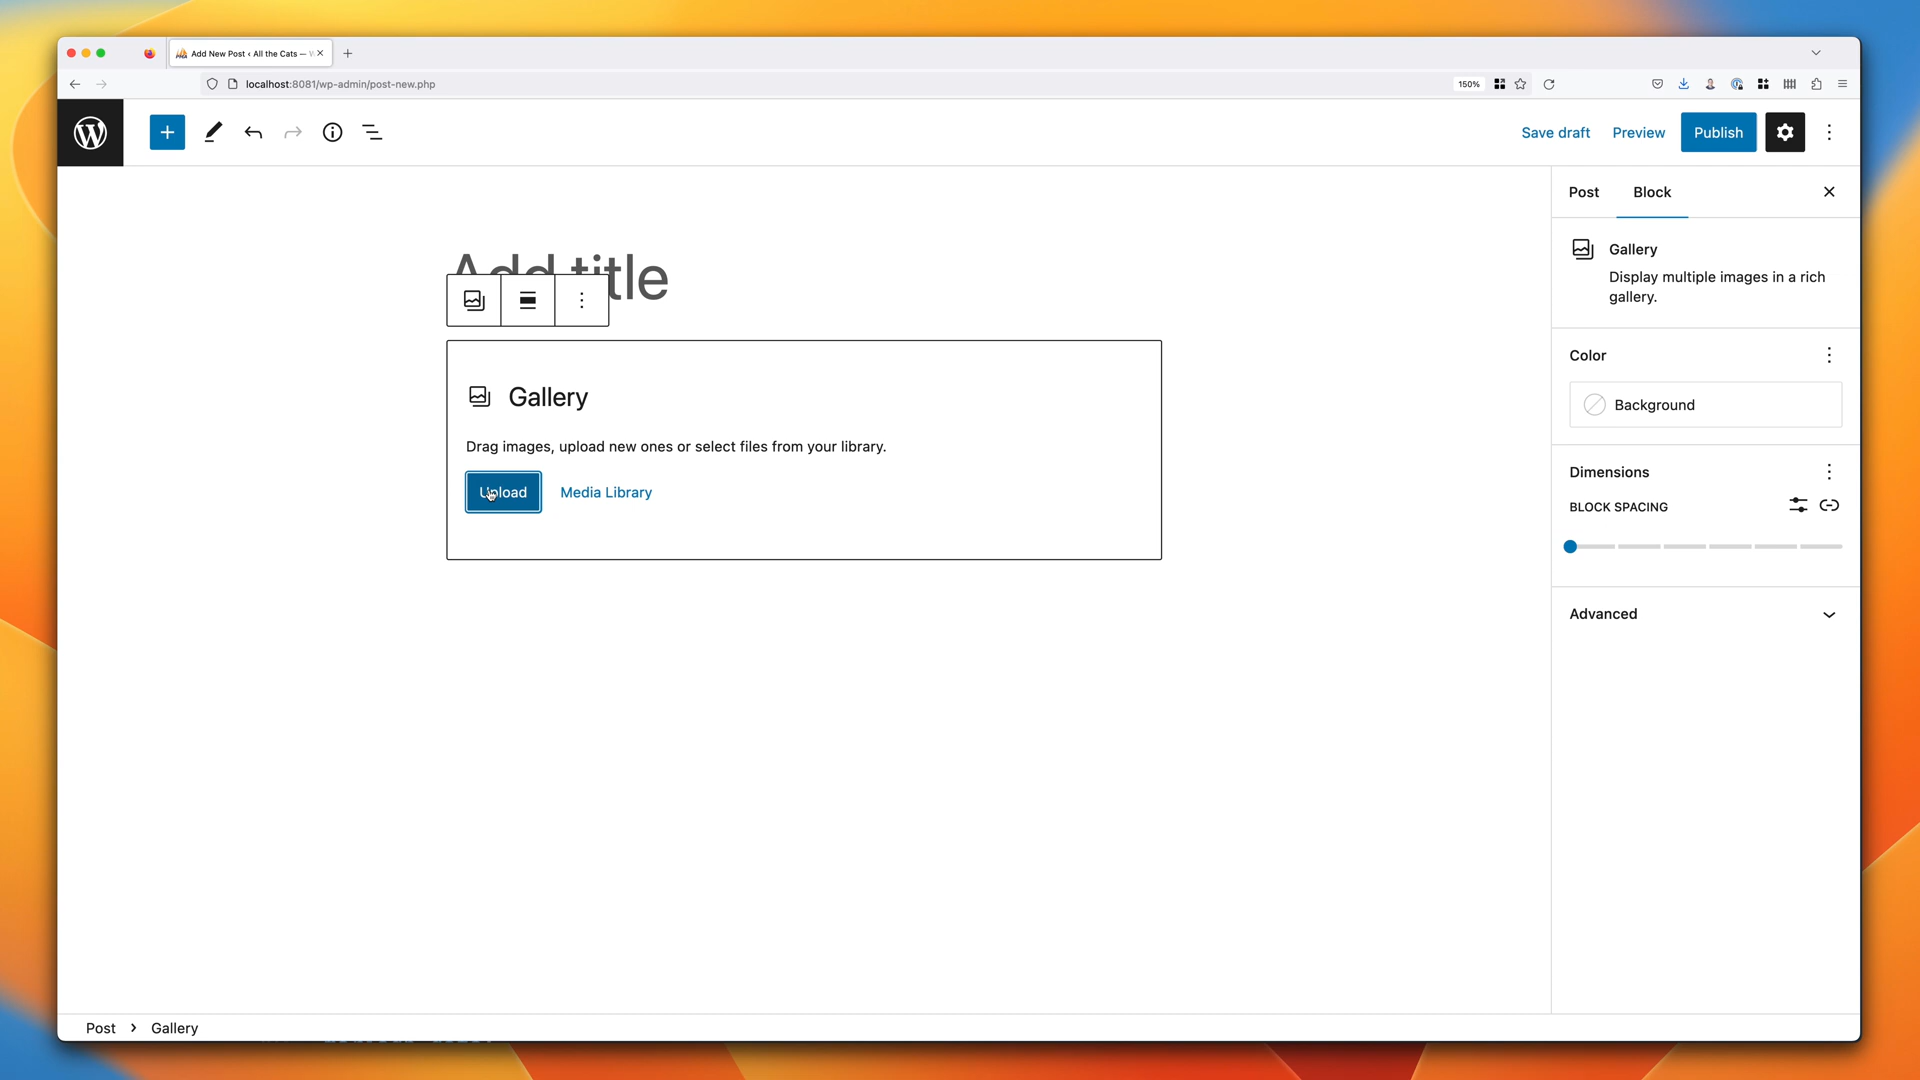 Add New Post ‹ All the Cats —
localhost:8081/wp-admin/post-new.php
150%
Save draft
Preview
Publish
Post
Block
Add title
Gallery
Display multiple images in a rich
gallery.
Color
Background
Gallery
Drag images, upload new ones or select files from your library.
Upload
Media Library
Dimensions
BLOCK SPACING
Advanced
Post › Gallery